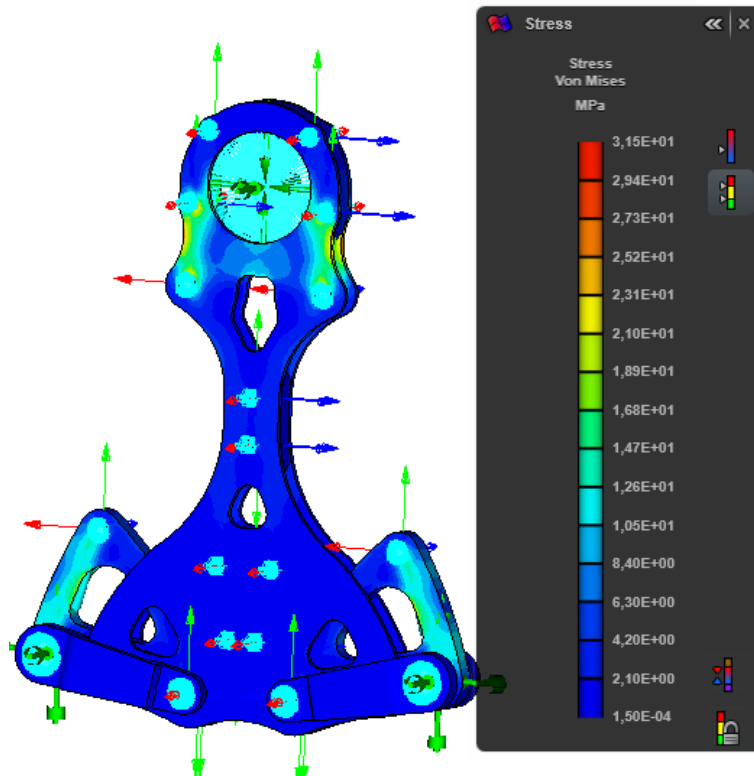 Stress
Stress
Von Mises
MPa
3,15E+01
2,94E+01
2,73E+01
2,52E+01
2,31E+01
2,10E+01
1,89E+01
1,68E+01
1,47E+01
1,26E+01
1,05E+01
8,40E+00
6,30E+00
4,20E+00
2,10E+00
1,50E-04